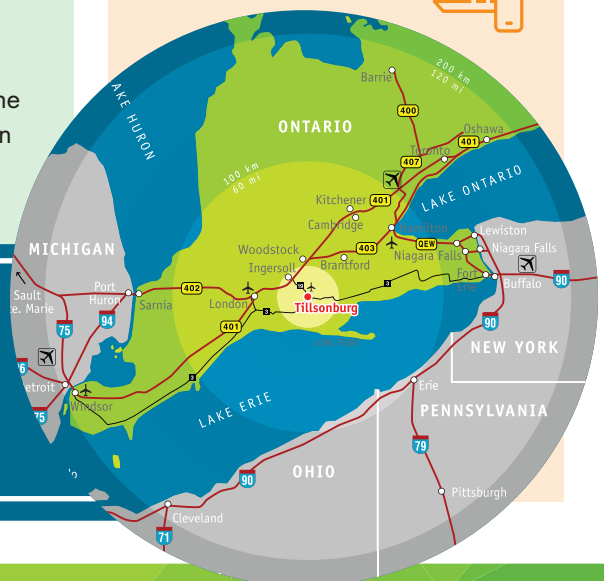 200 km
120 mi
Barrie
400
ONTARIO
Oshawa
401
Toronto
407
LAKE HURON
100 km
60 mi
LAKE ONTARIO
Kitchener
401
Cambridge
Hamilton
Lewiston
QEW
Niagara Falls
Niagara Falls
MICHIGAN
Woodstock
403
Ingersoll
Brantford
Fort
Erie
Buffalo
90
Sault
Ste. Marie
Port
Huron
402
Sarnia
London
3
3
Tillsonburg
75
94
401
90
NEW YORK
3
Detroit
Windsor
75
LAKE ERIE
Erie
PENNSYLVANIA
79
OHIO
90
Pittsburgh
Cleveland
71